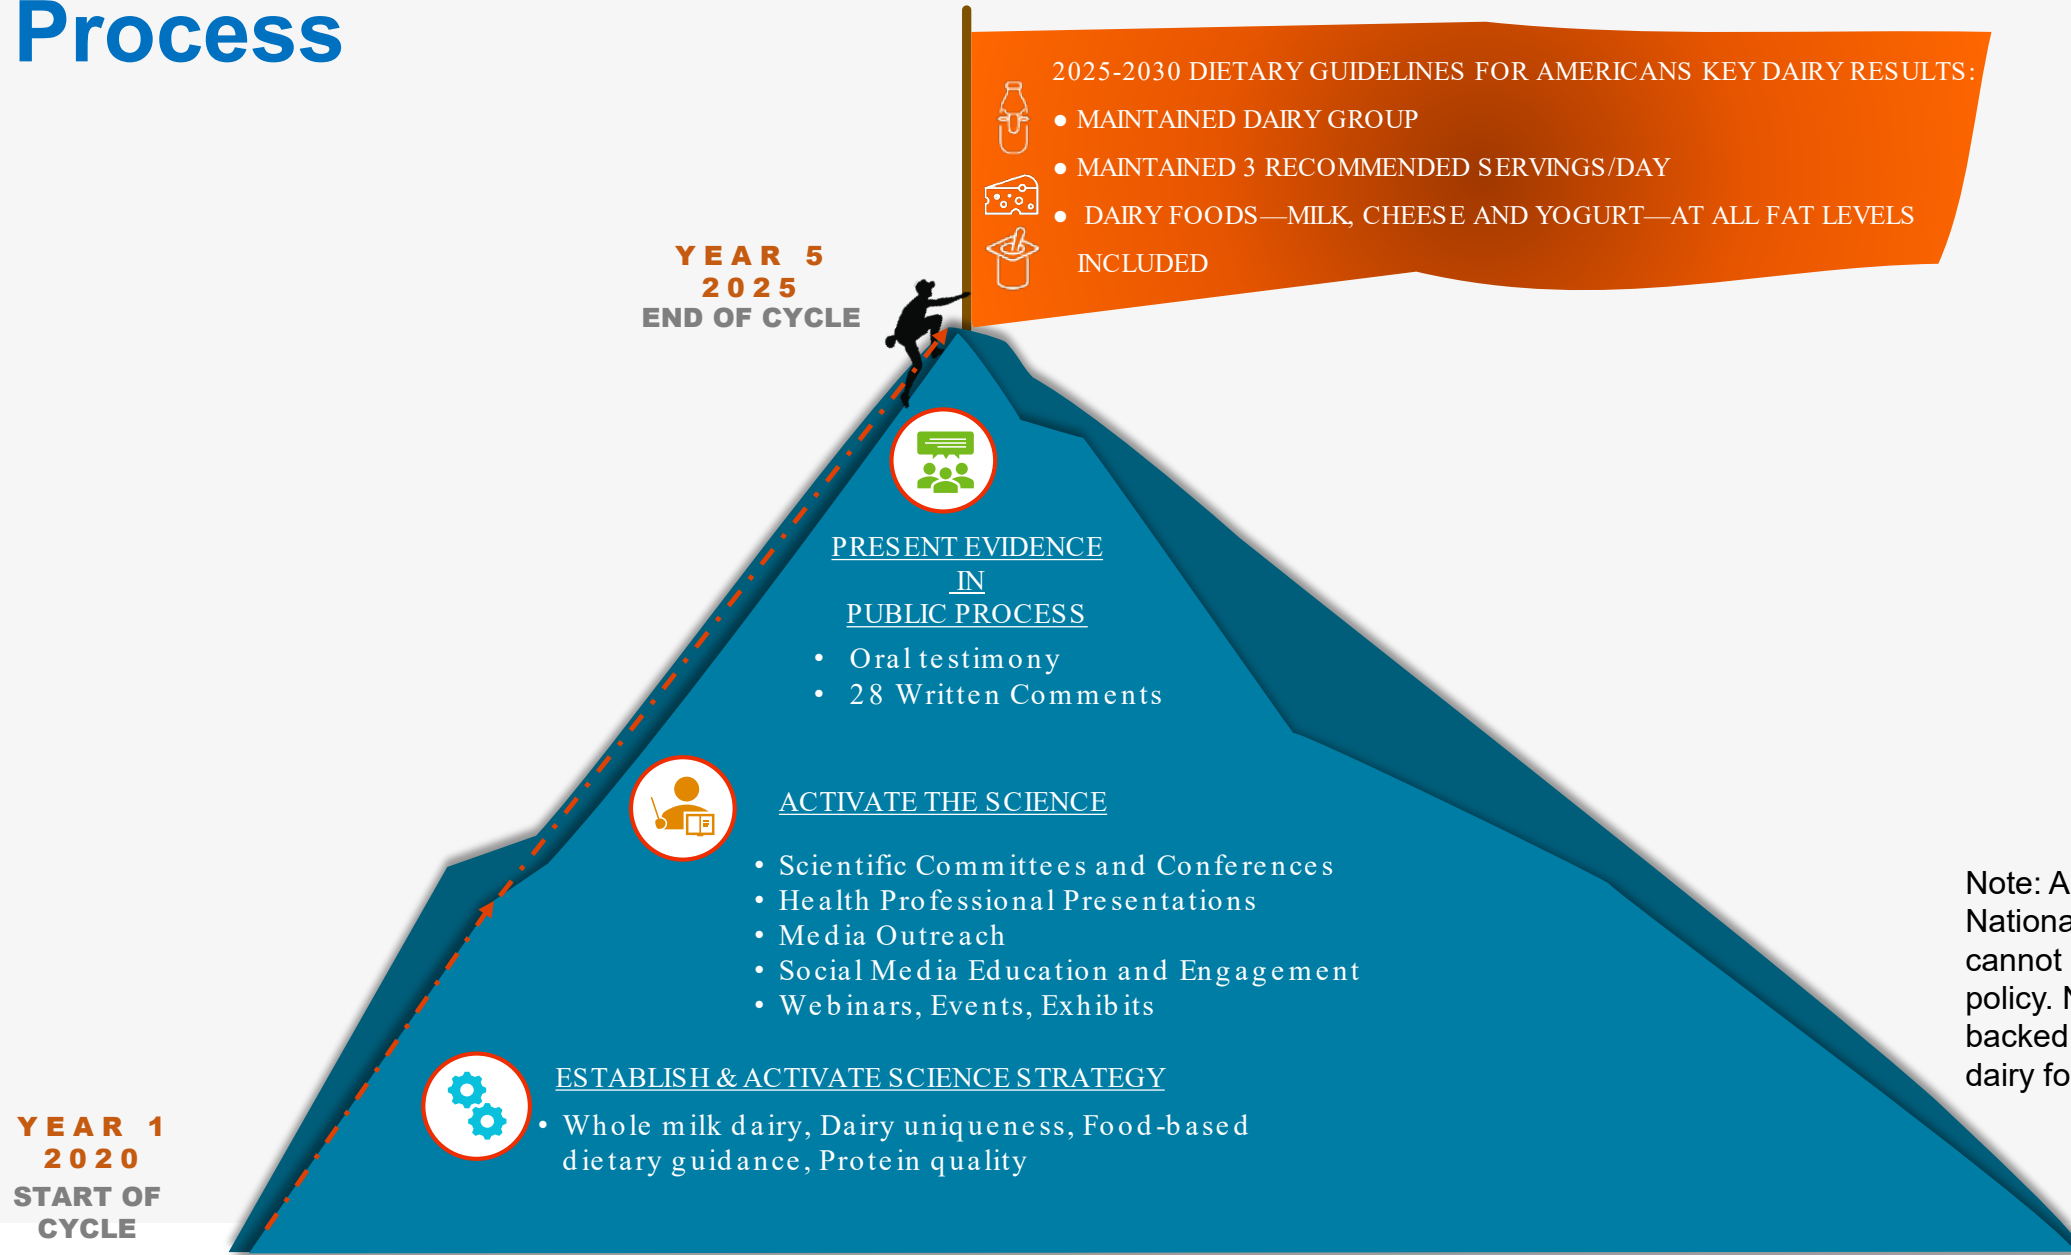 Process
2025-2030 DIETARY GUIDELINES FOR AMERICANS KEY DAIRY RESULTS:
● MAINTAINED DAIRY GROUP
● MAINTAINED 3 RECOMMENDED SERVINGS/DAY
● DAIRY FOODS—MILK, CHEESE AND YOGURT—AT ALL FAT LEVELS
INCLUDED
YEAR 5
2025
END OF CYCLE
PRESENT EVIDENCE
IN
PUBLIC PROCESS
• Oral testimony
• 28 Written Comments
ACTIVATE THE SCIENCE
• Scientific Committees and Conferences
• Health Professional Presentations
• Media Outreach
• Social Media Education and Engagement
• Webinars, Events, Exhibits
ESTABLISH & ACTIVATE SCIENCE STRATEGY
• Whole milk dairy, Dairy uniqueness, Food-based
dietary guidance, Protein quality
YEAR 1
2020
START OF
CYCLE
Note: A
Nationa
cannot
policy. N
backed
dairy fo